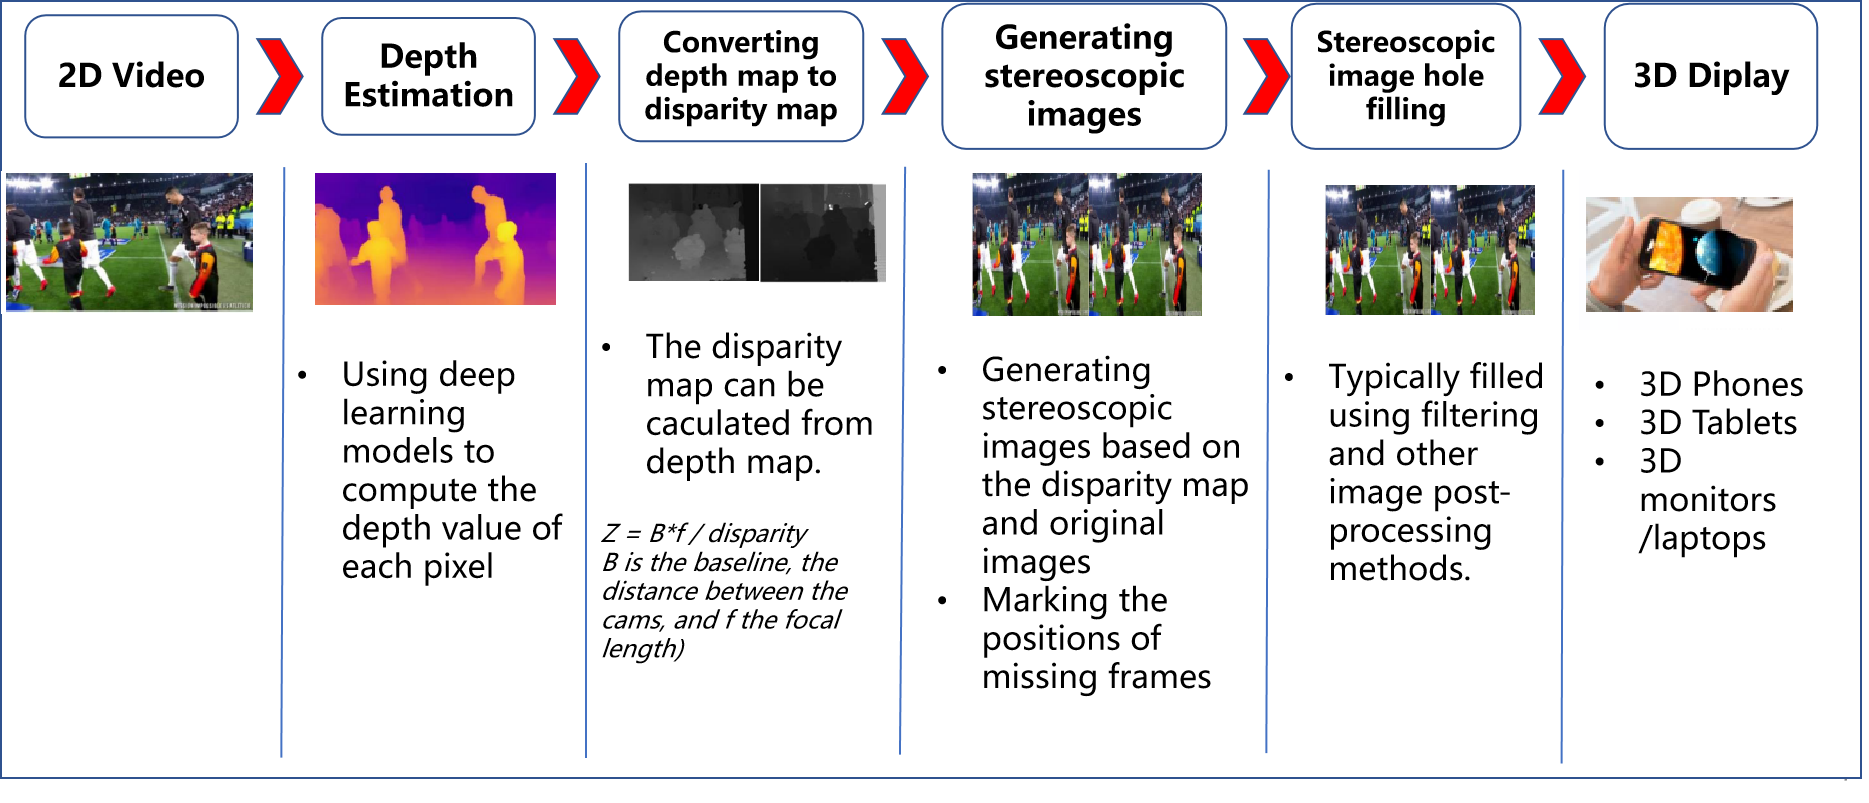 2D Video
Depth
Estimation
Converting
depth map to
disparity map
Generating
stereoscopic
images
Stereoscopic
image hole
filling
3D Diplay
• Using deep
learning
models to
compute the
depth value of
each pixel
• The disparity
map can be
caculated from
depth map.
Z = B*f / disparity
B is the baseline, the
distance between the
cams, and f the focal
length)
• Generating
stereoscopic
images based on
the disparity map
and original
images
• Marking the
positions of
missing frames
• Typically filled
using filtering
and other
image post-
processing
methods.
• 3D Phones
• 3D Tablets
• 3D
monitors
/laptops